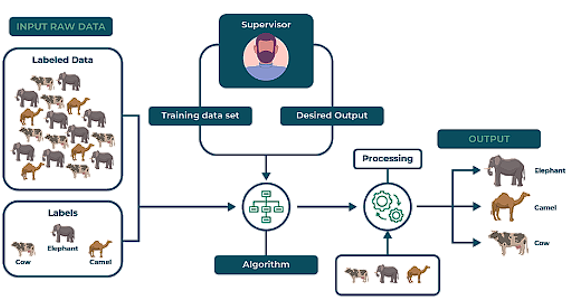 INPUT RAW DATA
Labeled Data
Labels
Cow
Elephant
Camel
Supervisor
Training data set
Desired Output
Algorithm
Processing
OUTPUT
Elephant
Camel
Cow